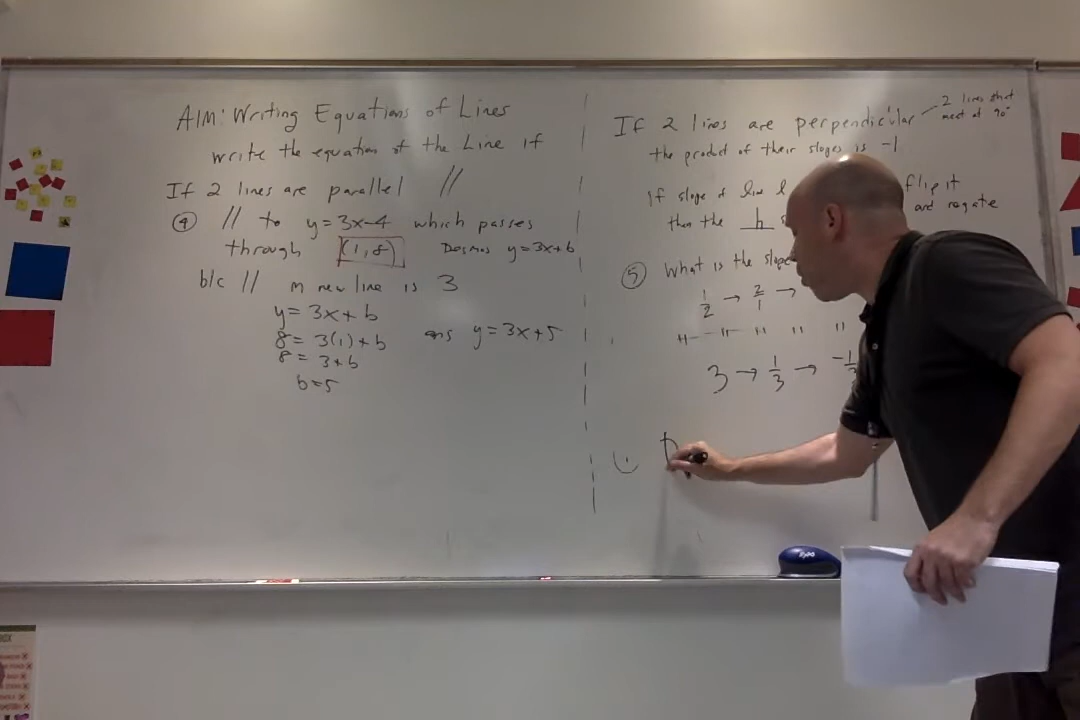 AIM: Writing Equations of Lines
write the equation of the Line if
If 2 lines are parallel //
④ // to y=3x-4 which passes
through (1,8) Desmos y=3x+b
b/c // m new line is 3
y = 3x + b
8 = 3(1) + b ans y = 3x+5
8 = 3+b
b=5
If 2 lines are perpendicular
2 lines that
meet at 90°
the product of their slopes is -1
if slope of line
flip it
then the
and negate
⑤ What is the slope
1/2 → 2/1 →
" " " " "
3 → 1/3 → -1/3